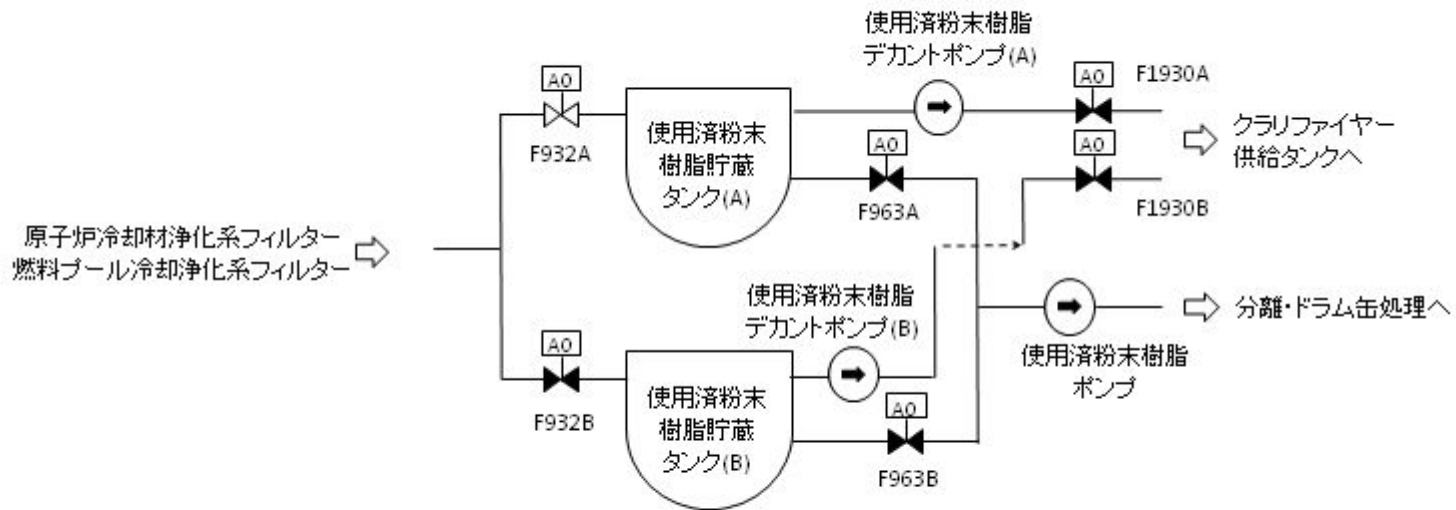 使用済粉末樹脂
デカントポンプ(A)
AO
F1930A
AO
F932A
使用済粉末
樹脂貯蔵
タンク(A)
AO
F963A
AO
F1930B
クラリファイヤー
供給タンクへ
原子炉冷却材浄化系フィルター
燃料プール冷却浄化系フィルター
使用済粉末樹脂
デカントポンプ(B)
分離・ドラム缶処理へ
使用済粉末樹脂
ポンプ
AO
F932B
使用済粉末
樹脂貯蔵
タンク(B)
AO
F963B